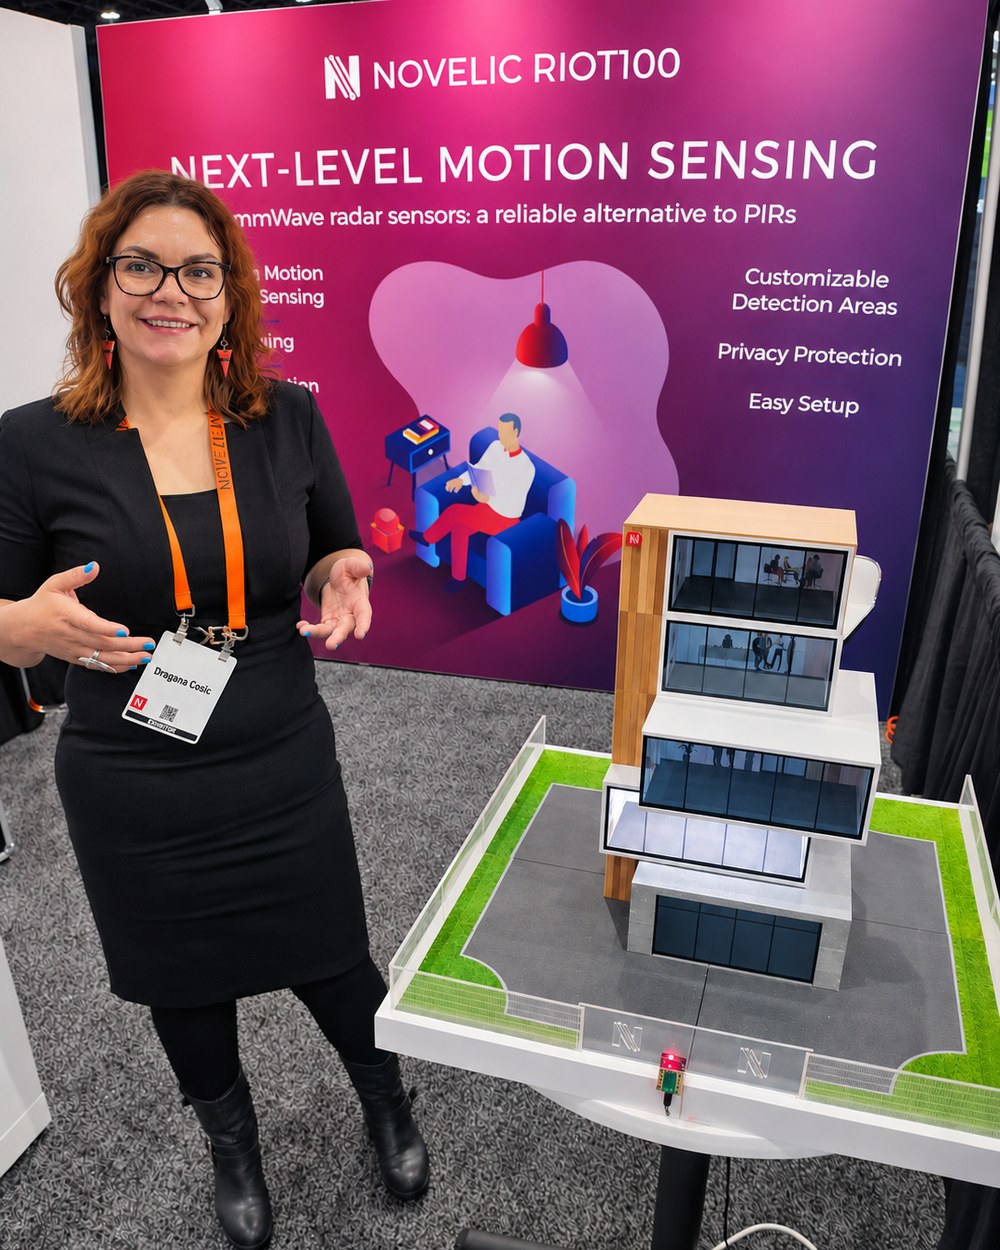 NOVELIC RIOT100
NEXT-LEVEL MOTION SENSING
mmWave radar sensors: a reliable alternative to PIRs
Motion
Sensing
Customizable
Detection Areas
Privacy Protection
Easy Setup
NOVELIC
Dragana Cosic
N
EXHIBITOR
N
N
N